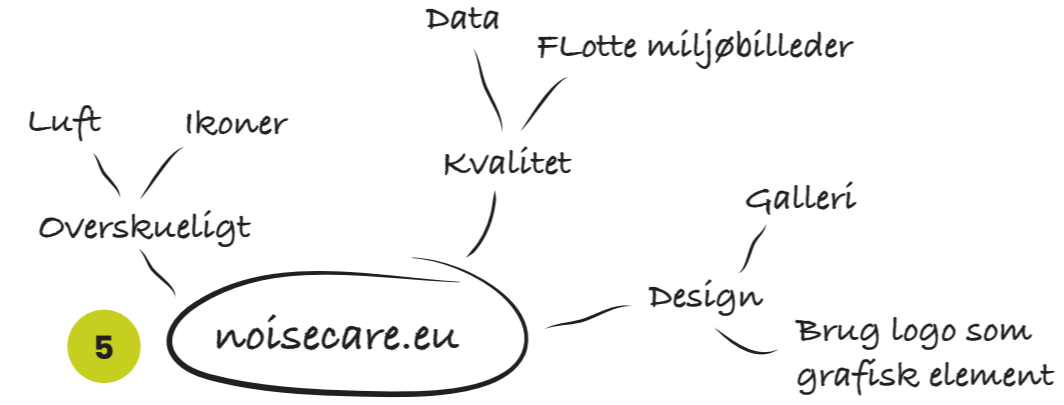 Data
FLotte miljøbilleder
Luft
Ikoner
Kvalitet
Galleri
Overskueligt
Design
5
noisecare.eu
Brug logo som
grafisk element